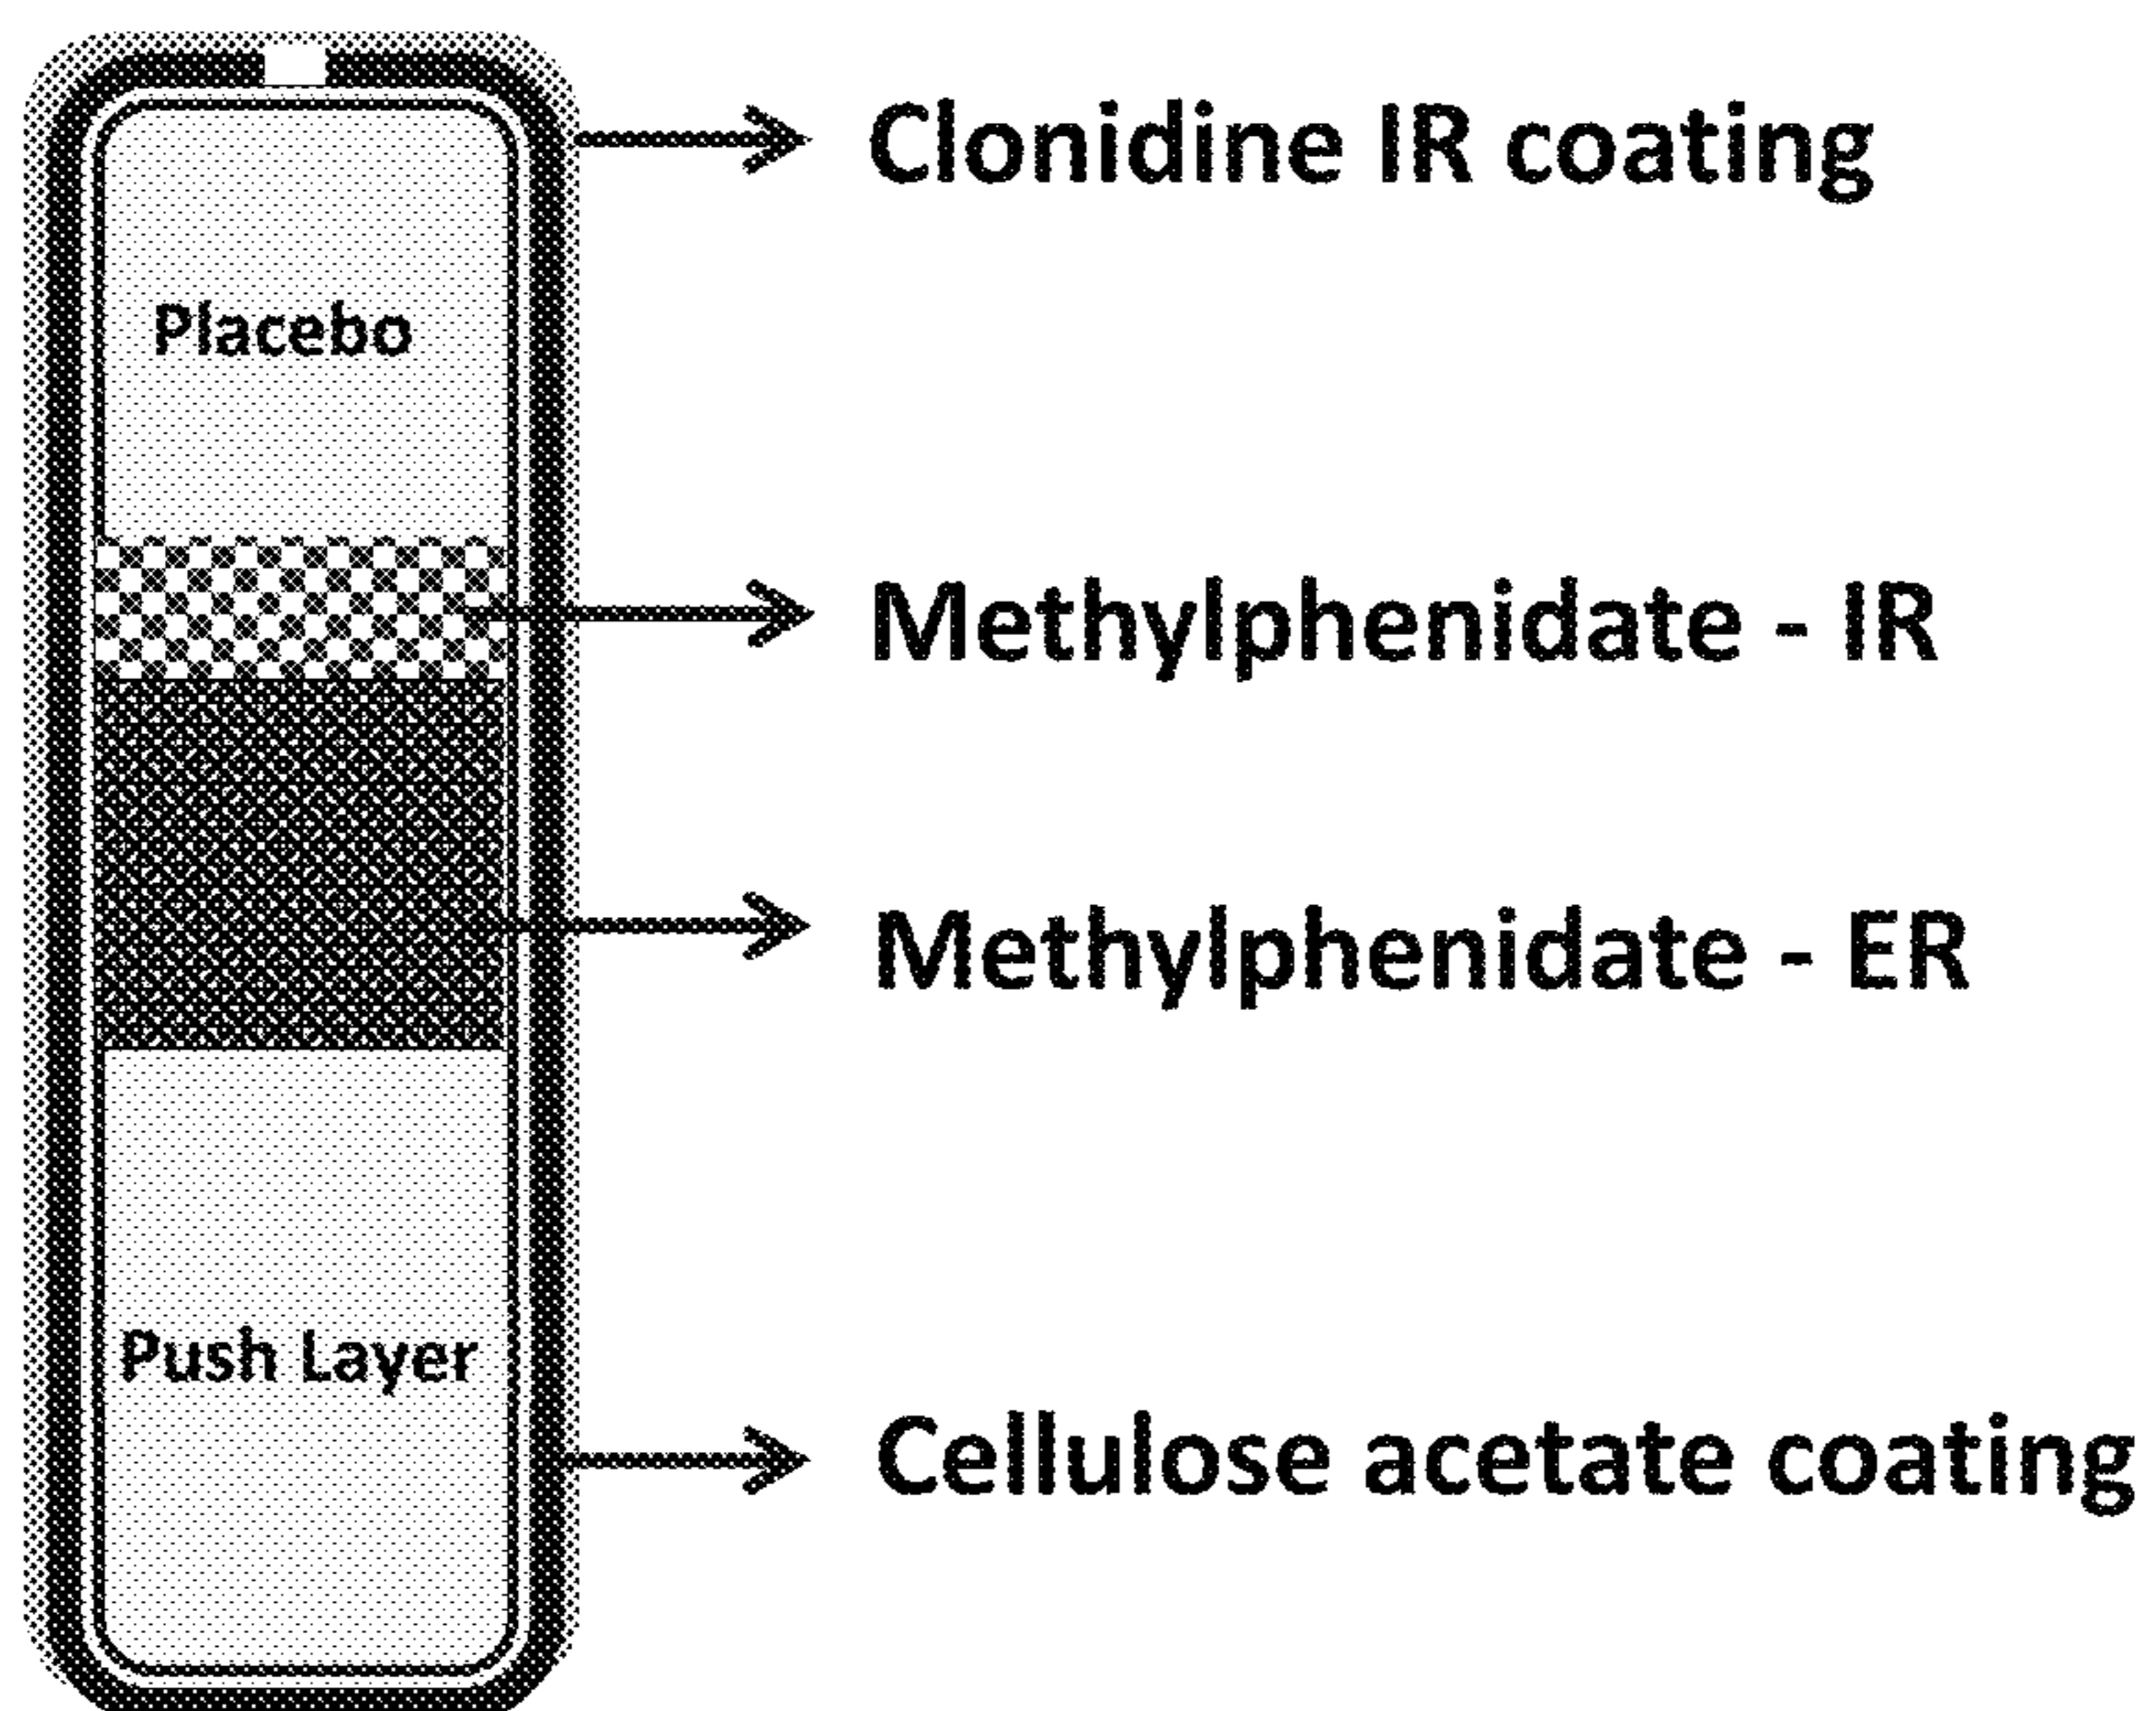 Clonidine IR coating
Placebo
Methylphenidate - IR
Methylphenidate - ER
Push Layer
Cellulose acetate coating